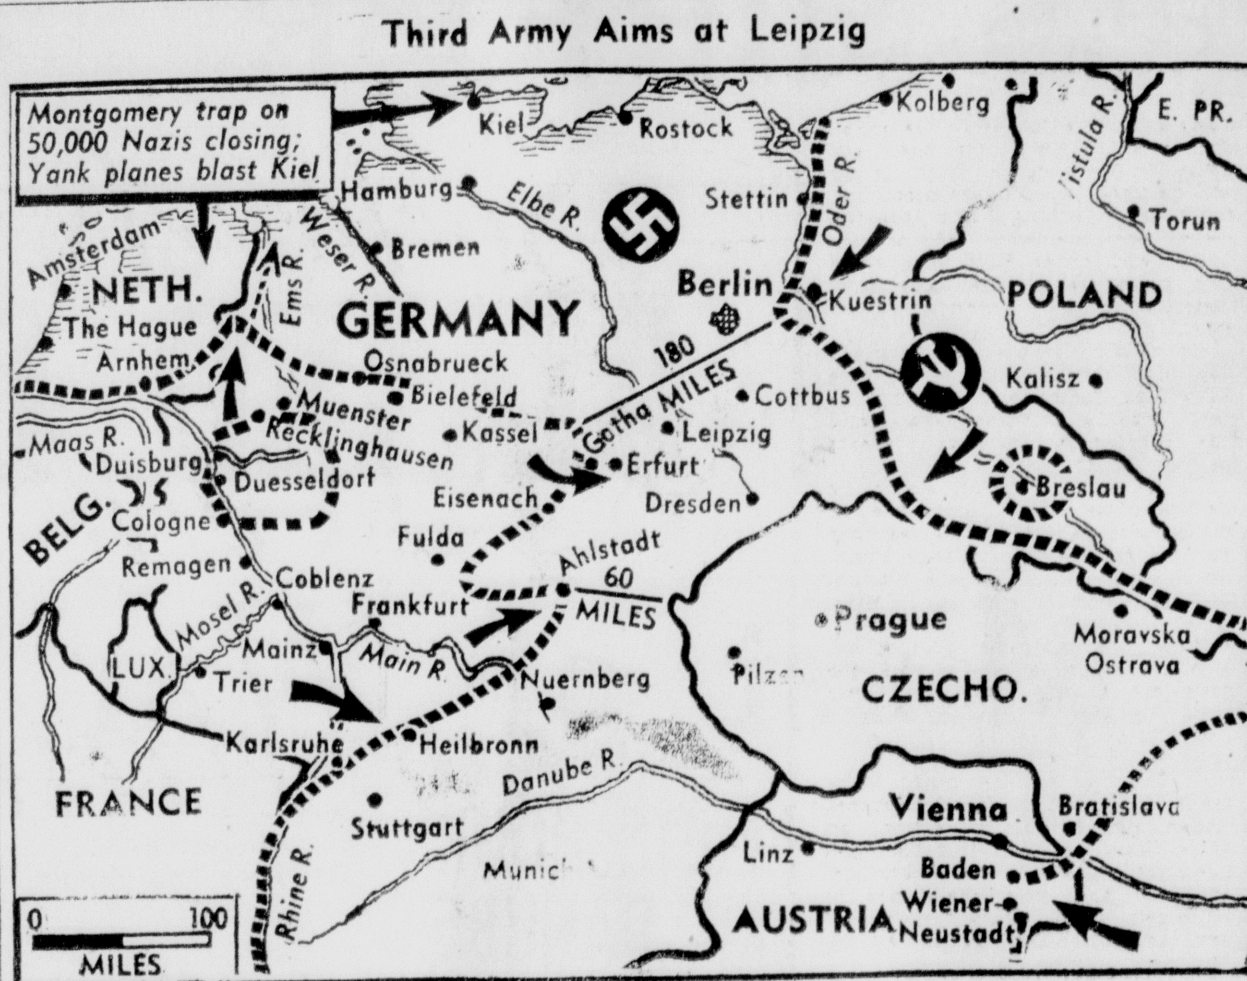 Third Army Aims at Leipzig
Montgomery trap on
50,000 Nazis closing;
Yank planes blast Kiel
Kiel
Rostock
Kolberg
E. PR.
Hamburg
Elbe R.
Stettin
Oder R.
Torun
Amsterdam
Weser R.
Bremen
NETH.
Ems R.
GERMANY
Berlin
Kuestrin
POLAND
The Hague
Arnhem
Osnabrueck
Bielefeld
180
MILES
Gotha
Cottbus
Kalisz
Muenster
Recklinghausen
Kassel
Leipzig
Maas R.
Duisburg
Duesseldorf
Erfurt
Eisenach
Dresden
Breslau
BELG.
Cologne
Fulda
Remagen
Coblenz
Ahlstadt
60
MILES
Mosel R.
Frankfurt
Prague
Moravska
Ostrava
LUX.
Mainz
Main R.
Trier
Nuernberg
Pilzen
CZECHO.
Karlsruhe
Heilbronn
FRANCE
Danube R.
Stuttgart
Vienna
Bratislava
Linz
Baden
Rhine R.
AUSTRIA
Wiener-
Neustadt
0 100
MILES